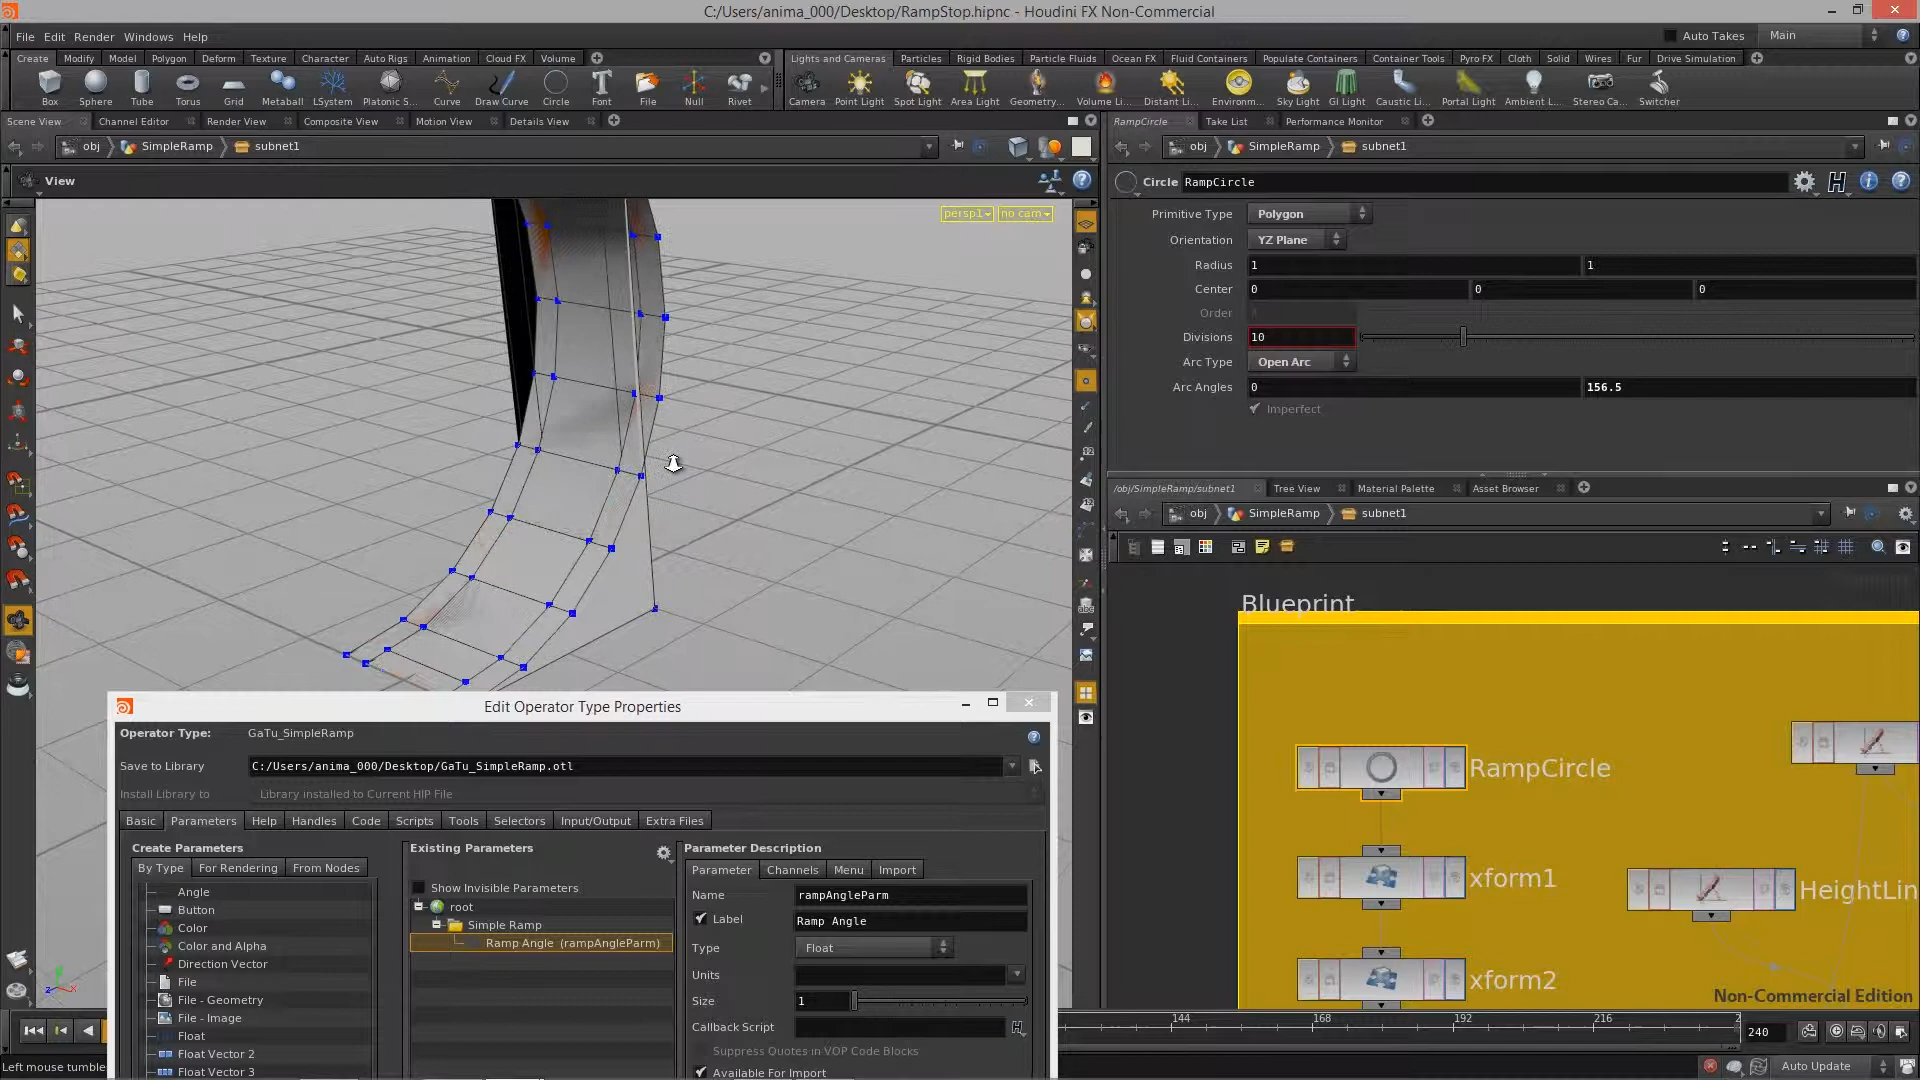 C:/Users/anima_000/Desktop/RampStop.hipnc - Houdini FX Non-Commercial
File Edit Render Windows Help
Auto Takes Main
Create Modify Model Polygon Deform Texture Character Auto Rigs Animation Cloud FX Volume
Lights and Cameras Particles Rigid Bodies Particle Fluids Ocean FX Fluid Containers Populate Containers Container Tools Pyro FX Cloth Solid Wires Fur Drive Simulation
Box Sphere Tube Torus Grid Metaball LSystem Platonic S... Curve Draw Curve Circle Font File Null Rivet
Camera Point Light Spot Light Area Light Geometry... Volume Li... Distant Li... Environm... Sky Light GI Light Caustic Li... Portal Light Ambient L... Stereo Ca... Switcher
Scene View Channel Editor Render View Composite View Motion View Details View
RampCircle Take List Performance Monitor
obj SimpleRamp subnet1
obj SimpleRamp subnet1
View
persp1 no cam
Circle RampCircle
Primitive Type Polygon
Orientation YZ Plane
Radius 1 1
Center 0 0 0
Order
Divisions 10
Arc Type Open Arc
Arc Angles 0 156.5
Imperfect
/obj/SimpleRamp/subnet1 Tree View Material Palette Asset Browser
obj SimpleRamp subnet1
Blueprint
RampCircle
xform1
HeightLin
xform2
Non-Commercial Edition
Edit Operator Type Properties
Operator Type: GaTu_SimpleRamp
Save to Library C:/Users/anima_000/Desktop/GaTu_SimpleRamp.otl
Install Library to Library installed to Current HIP File
Basic Parameters Help Handles Code Scripts Tools Selectors Input/Output Extra Files
Create Parameters
By Type For Rendering From Nodes
Angle
Button
Color
Color and Alpha
Direction Vector
File
File - Geometry
File - Image
Float
Float Vector 2
Float Vector 3
Existing Parameters
Show Invisible Parameters
root
Simple Ramp
Ramp Angle (rampAngleParm)
Parameter Description
Parameter Channels Menu Import
Name rampAngleParm
Label Ramp Angle
Type Float
Units
Size 1
Callback Script
Suppress Quotes in VOP Code Blocks
Available For Import
144 168 192 216 2
240
Left mouse tumble
Auto Update